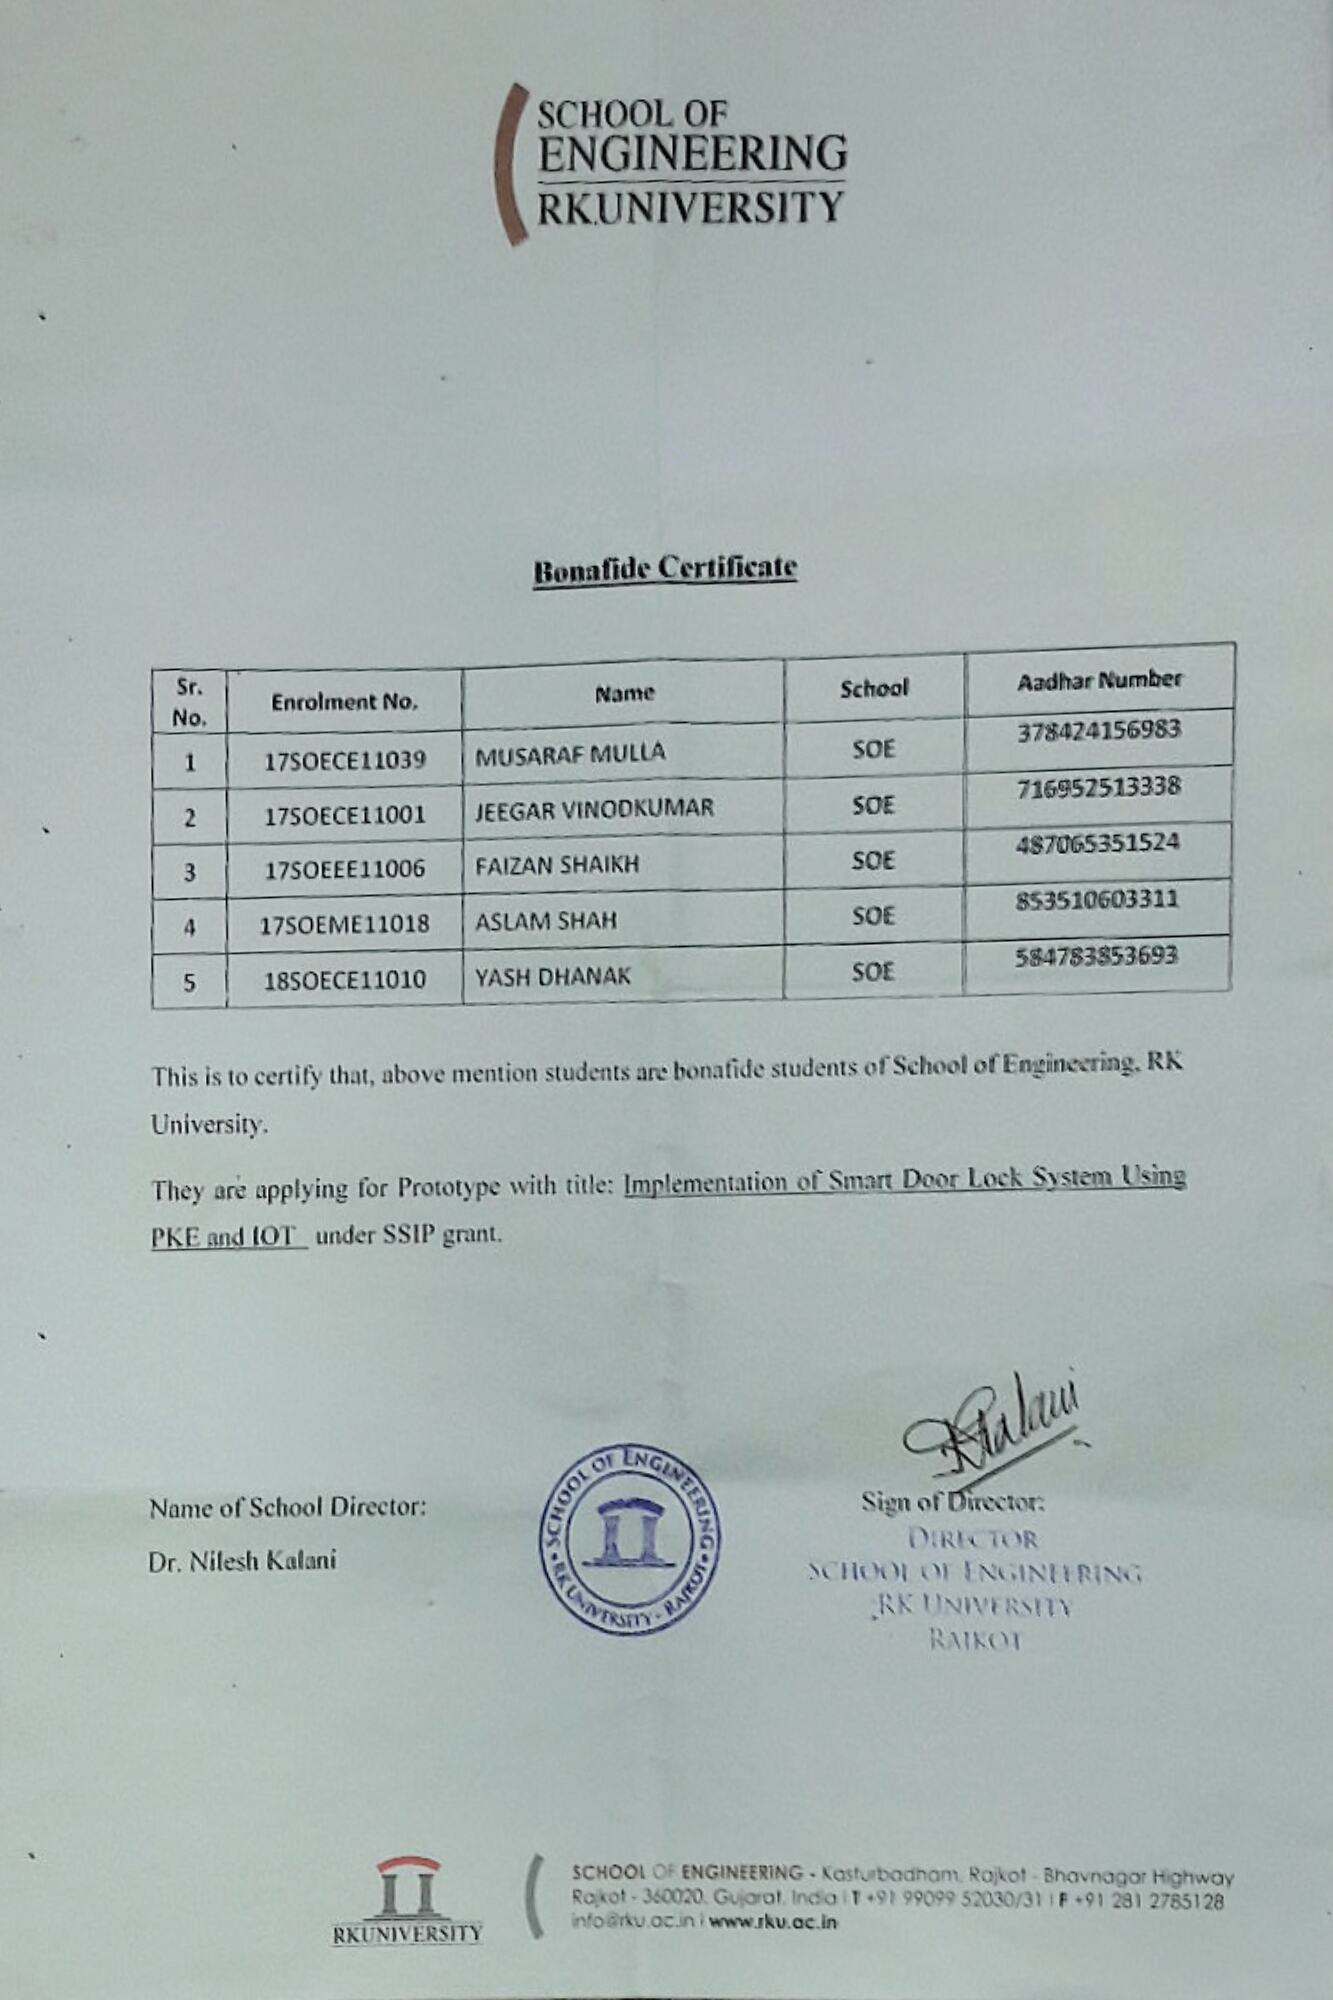 SCHOOL OF
ENGINEERING
RK.UNIVERSITY
Bonafide Certificate
Sr. No. Enrolment No. Name School Aadhar Number
1 17SOECE11039 MUSARAF MULLA SOE 378424156983
2 17SOECE11001 JEEGAR VINODKUMAR SOE 716952513338
3 17SOEEE11006 FAIZAN SHAIKH SOE 487065351524
4 17SOEME11018 ASLAM SHAH SOE 853510603311
5 18SOECE11010 YASH DHANAK SOE 584783853693
This is to certify that, above mention students are bonafide students of School of Engineering, RK
University.
They are applying for Prototype with title: Implementation of Smart Door Lock System Using
PKE and IOT under SSIP grant.
Kalani
Name of School Director:
Dr. Nilesh Kalani
SCHOOL OF ENGINEERING
RK UNIVERSITY - RAJKOT
Sign of Director:
DIRECTOR
SCHOOL OF ENGINEERING
RK UNIVERSITY
RAJKOT
RKUNIVERSITY
SCHOOL OF ENGINEERING - Kasturbadham, Rajkot - Bhavnagar Highway
Rajkot - 360020, Gujarat, India | T +91 99099 52030/31 | F +91 281 2785128
info@rku.ac.in | www.rku.ac.in